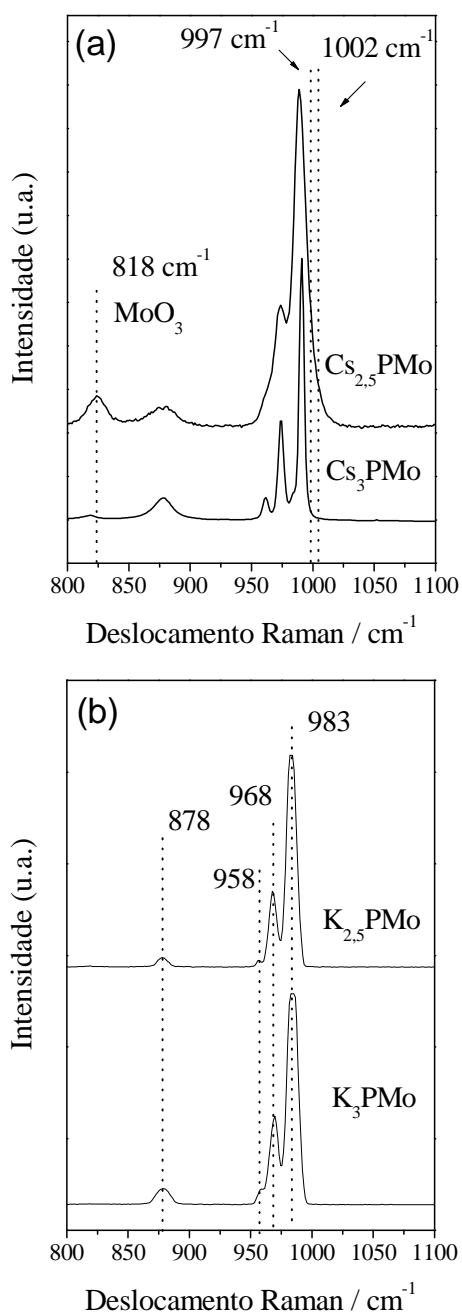 (a)
997 cm⁻¹
1002 cm⁻¹
818 cm⁻¹
MoO₃
Cs₂,₅PMo
Cs₃PMo
Intensidade (u.a.)
800 850 900 950 1000 1050 1100
Deslocamento Raman / cm⁻¹
(b)
983
968
878
958
K₂,₅PMo
K₃PMo
Intensidade (u.a.)
800 850 900 950 1000 1050 1100
Deslocamento Raman / cm⁻¹